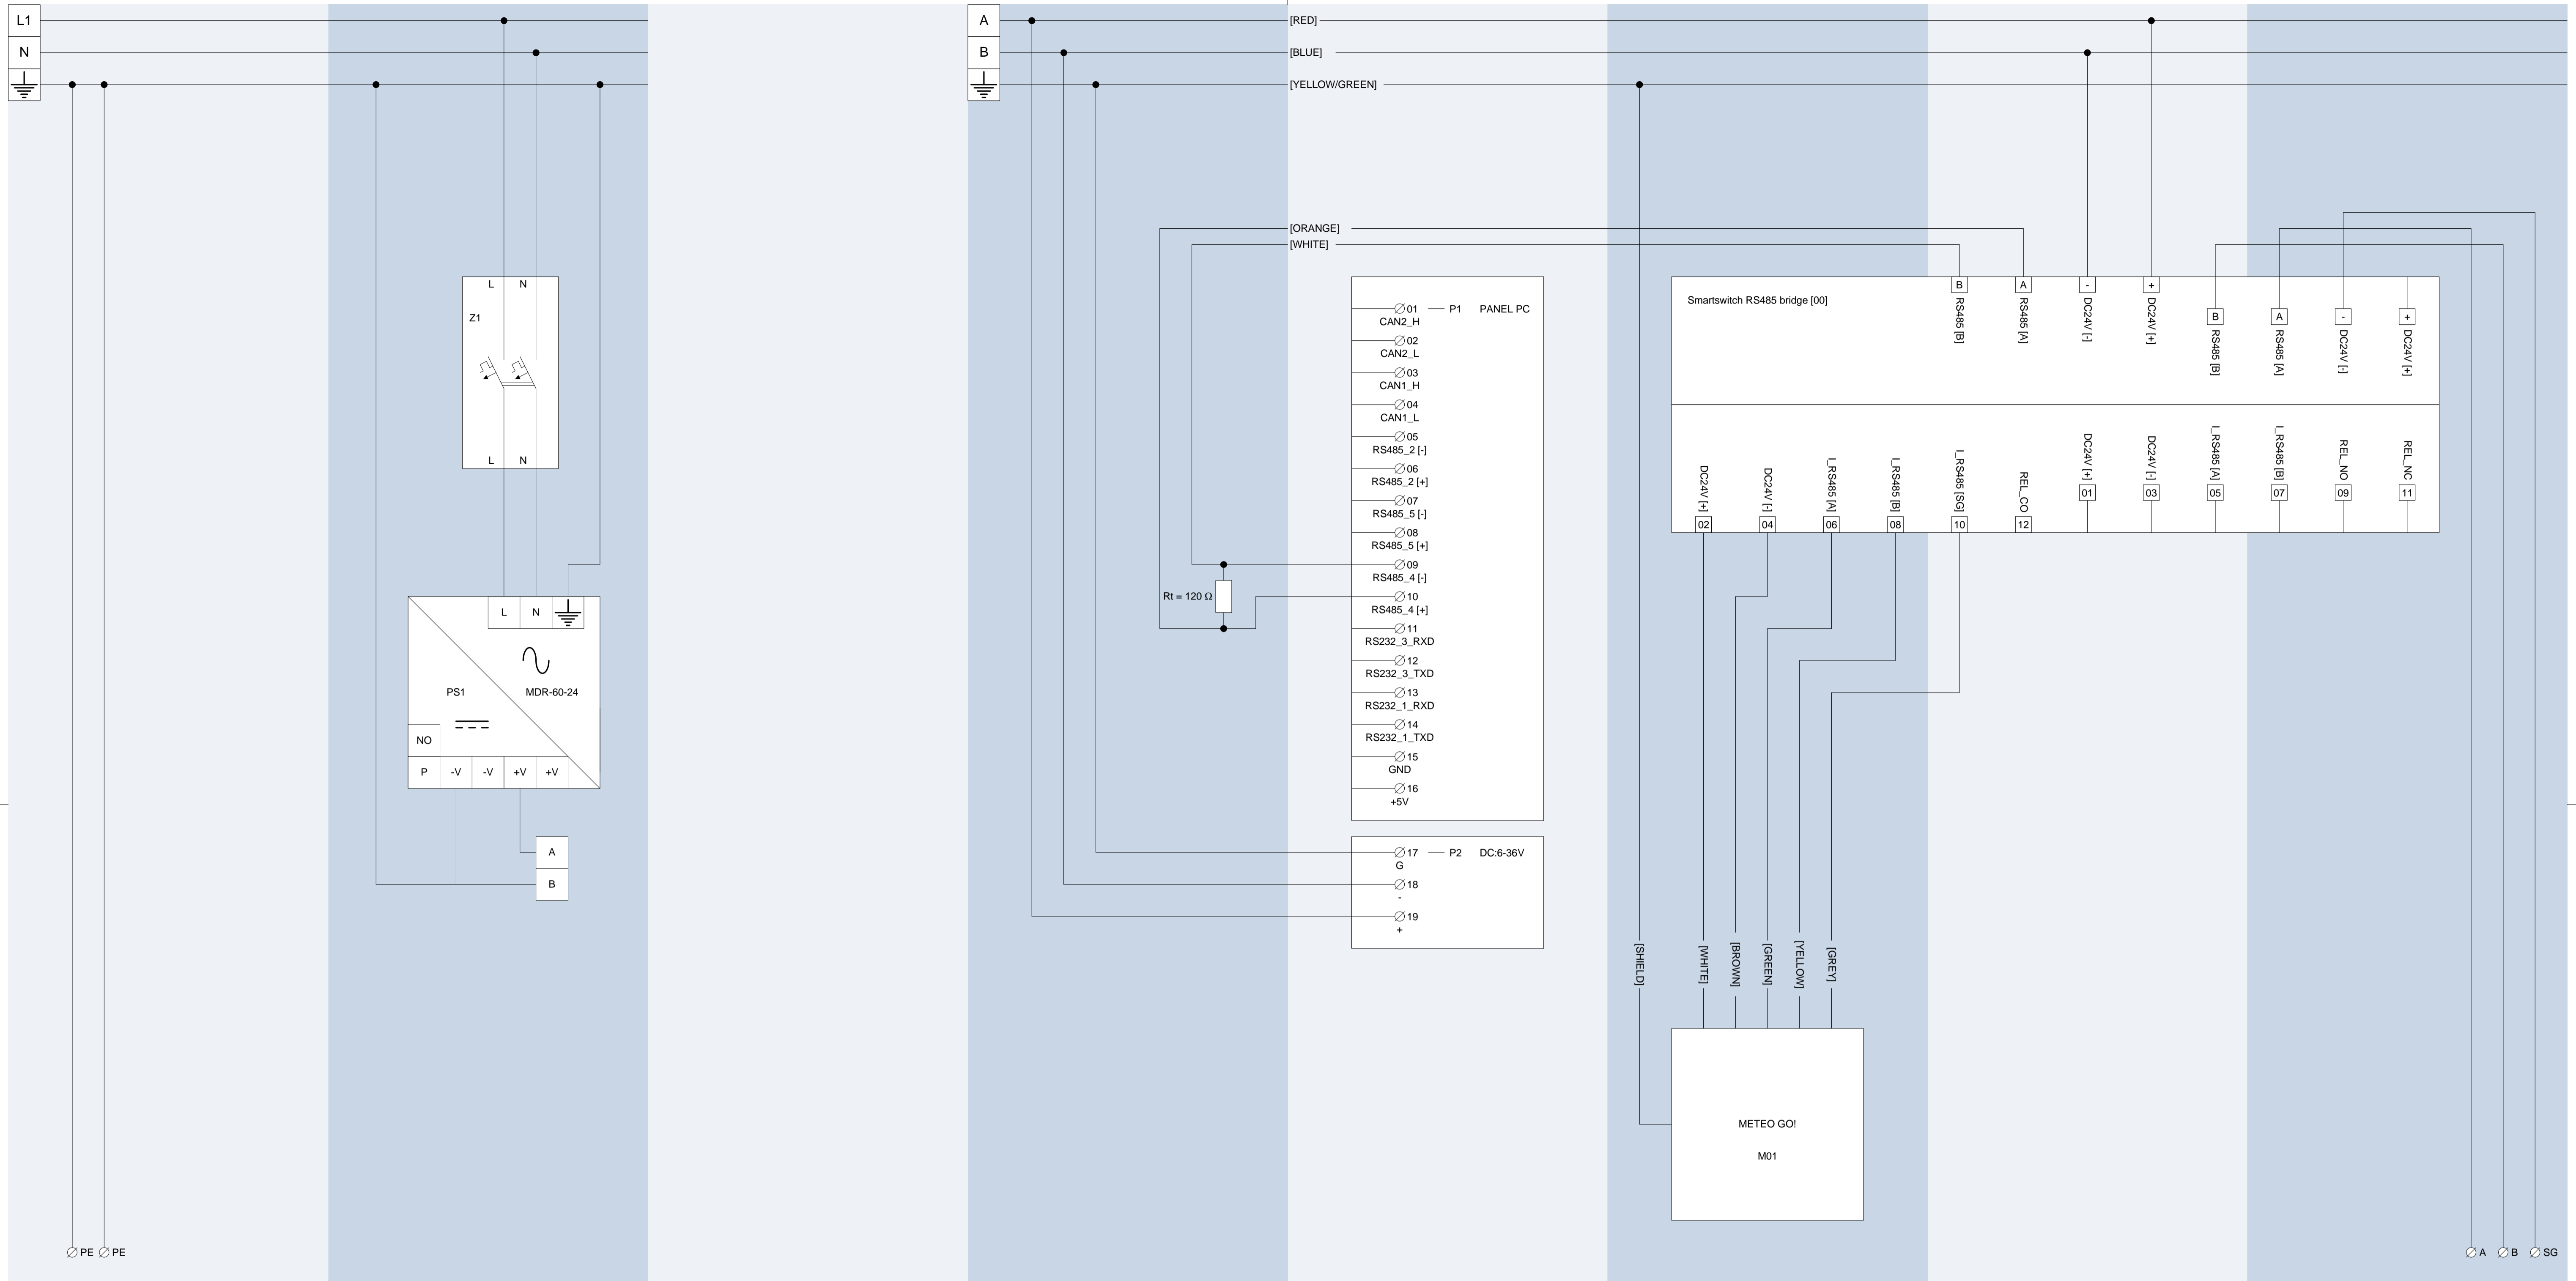 L1
N
A
B
[RED]
[BLUE]
[YELLOW/GREEN]
[ORANGE]
[WHITE]
L N
Z1
L N
L N
PS1 MDR-60-24
NO
P -V -V +V +V
A
B
Rt = 120 Ω
01 P1 PANEL PC
CAN2_H
02
CAN2_L
03
CAN1_H
04
CAN1_L
05
RS485_2 [-]
06
RS485_2 [+]
07
RS485_5 [-]
08
RS485_5 [+]
09
RS485_4 [-]
10
RS485_4 [+]
11
RS232_3_RXD
12
RS232_3_TXD
13
RS232_1_RXD
14
RS232_1_TXD
15
GND
16
+5V
17 P2 DC:6-36V
G
18
-
19
+
Smartswitch RS485 bridge [00]
B A - +
RS485 [B]
RS485 [A]
DC24V [-]
DC24V [+]
B A - +
RS485 [B]
RS485 [A]
DC24V [-]
DC24V [+]
DC24V [+]
DC24V [-]
I_RS485 [A]
I_RS485 [B]
I_RS485 [SG]
REL_CO
DC24V [+]
DC24V [-]
I_RS485 [A]
I_RS485 [B]
REL_NO
REL_NC
01 03 05 07 09 11
02 04 06 08 10 12
[SHIELD]
[WHITE]
[BROWN]
[GREEN]
[YELLOW]
[GREY]
METEO GO!
M01
PE PE
A B SG